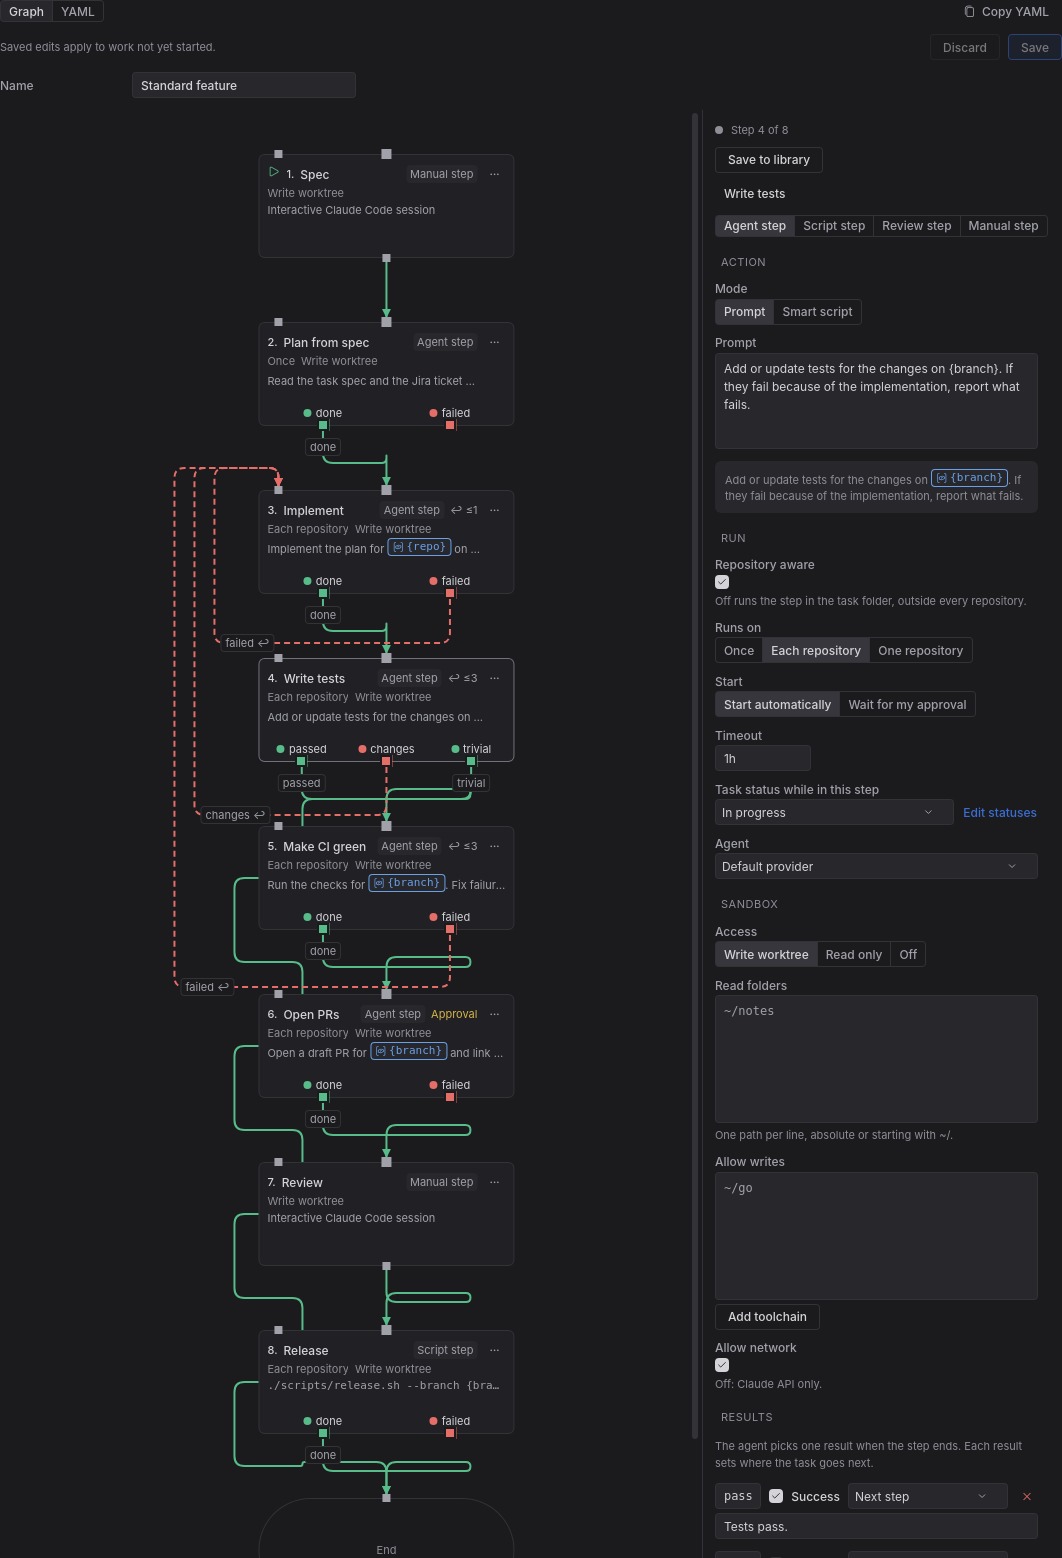 Graph YAML
Copy YAML
Saved edits apply to work not yet started.
Discard Save
Name Standard feature
1. Spec Manual step ...
Write worktree
Interactive Claude Code session
2. Plan from spec Agent step ...
Once Write worktree
Read the task spec and the Jira ticket ...
done failed
done
3. Implement Agent step ↩ ≤1 ...
Each repository Write worktree
Implement the plan for {repo} on ...
done failed
done
failed ↩
4. Write tests Agent step ↩ ≤3 ...
Each repository Write worktree
Add or update tests for the changes on ...
passed changes trivial
passed trivial
changes ↩
5. Make CI green Agent step ↩ ≤3 ...
Each repository Write worktree
Run the checks for {branch}. Fix failur...
done failed
done
failed ↩
6. Open PRs Agent step Approval ...
Each repository Write worktree
Open a draft PR for {branch} and link ...
done failed
done
7. Review Manual step ...
Write worktree
Interactive Claude Code session
8. Release Script step ...
Each repository Write worktree
./scripts/release.sh --branch {bra...
done failed
done
End
Step 4 of 8
Save to library
Write tests
Agent step Script step Review step Manual step
ACTION
Mode
Prompt Smart script
Prompt
Add or update tests for the changes on {branch}. If
they fail because of the implementation, report what
fails.
Add or update tests for the changes on {branch}. If
they fail because of the implementation, report what fails.
RUN
Repository aware
Off runs the step in the task folder, outside every repository.
Runs on
Once Each repository One repository
Start
Start automatically Wait for my approval
Timeout
1h
Task status while in this step
In progress Edit statuses
Agent
Default provider
SANDBOX
Access
Write worktree Read only Off
Read folders
~/notes
One path per line, absolute or starting with ~/.
Allow writes
~/go
Add toolchain
Allow network
Off: Claude API only.
RESULTS
The agent picks one result when the step ends. Each result
sets where the task goes next.
pass Success Next step ×
Tests pass.